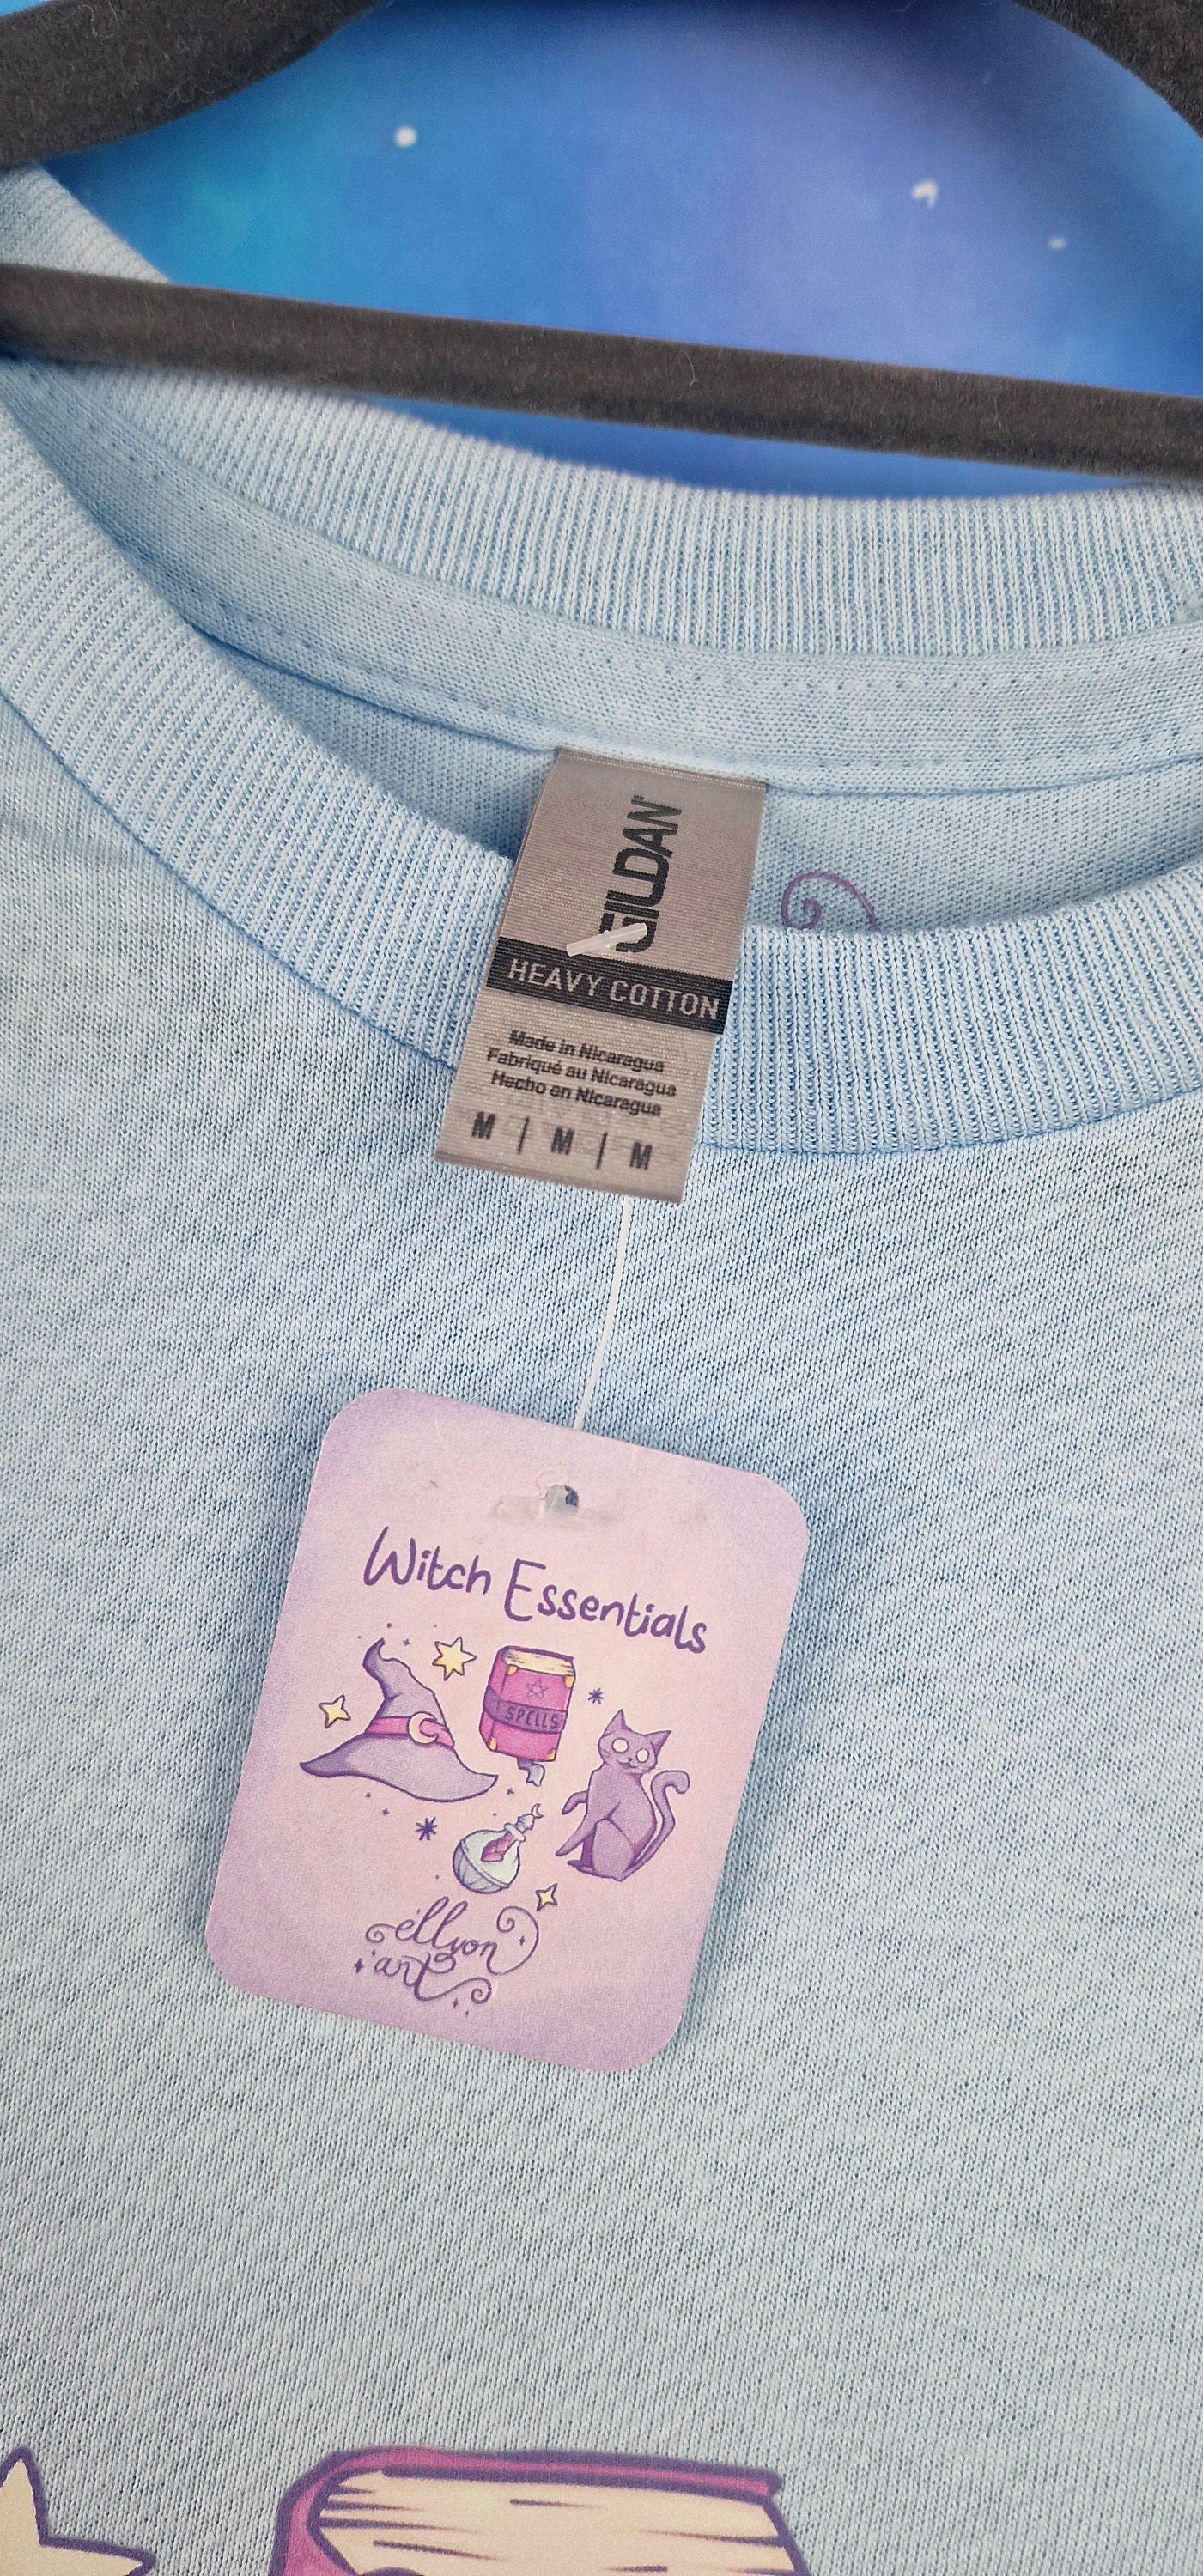 GILDAN
HEAVY COTTON
Made in Nicaragua
Fabriqué au Nicaragua
Hecho en Nicaragua
M | M | M
Witch Essentials
SPELLS
ellyon
art